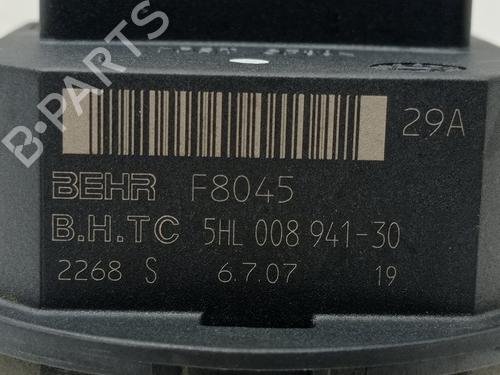 B-PARTS
29A
BEHR F8045
B.H.TC 5HL 008 941-30
2268 S 6.7.07 19